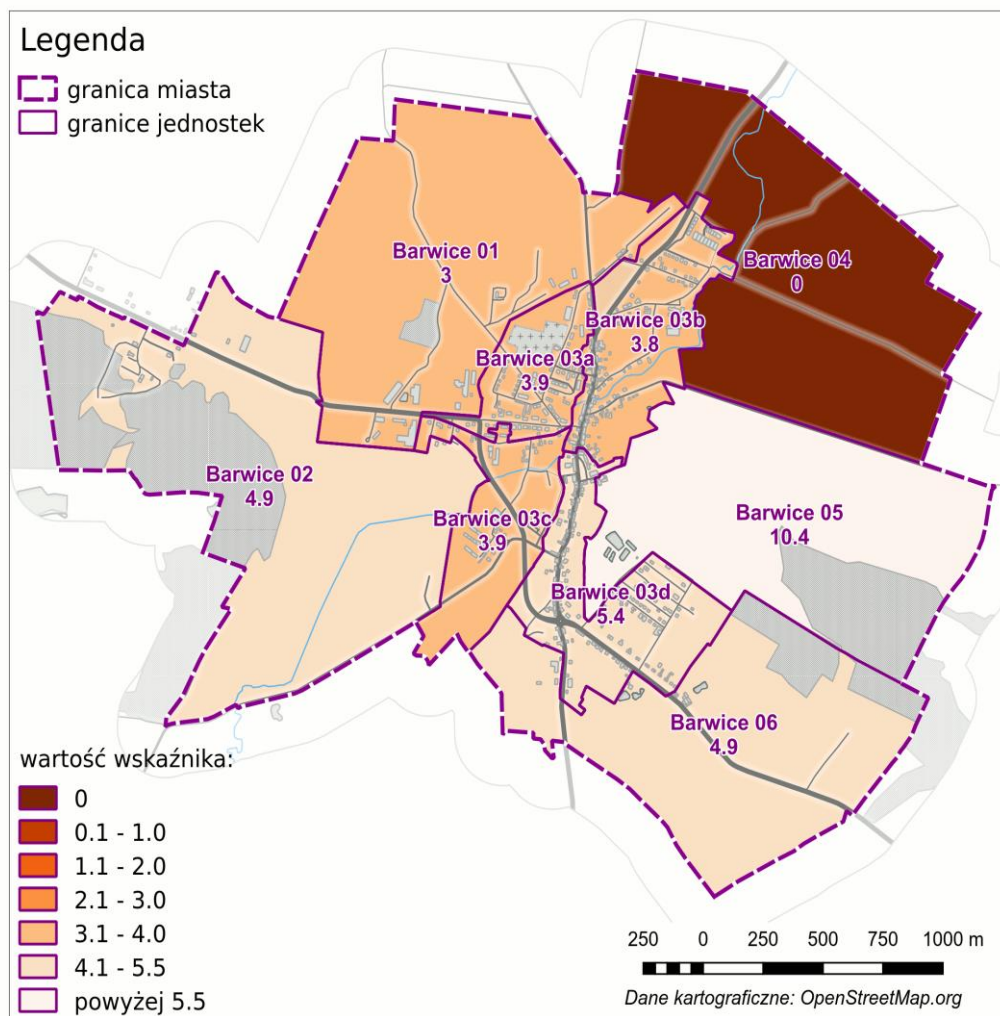 Legenda
granica miasta
granice jednostek
Barwice 01
3
Barwice 04
0
Barwice 03b
3.8
Barwice 03a
3.9
Barwice 02
4.9
Barwice 03c
3.9
Barwice 05
10.4
Barwice 03d
5.4
Barwice 06
4.9
wartość wskaźnika:
0
0.1 - 1.0
1.1 - 2.0
2.1 - 3.0
3.1 - 4.0
4.1 - 5.5
powyżej 5.5
250 0 250 500 750 1000 m
Dane kartograficzne: OpenStreetMap.org